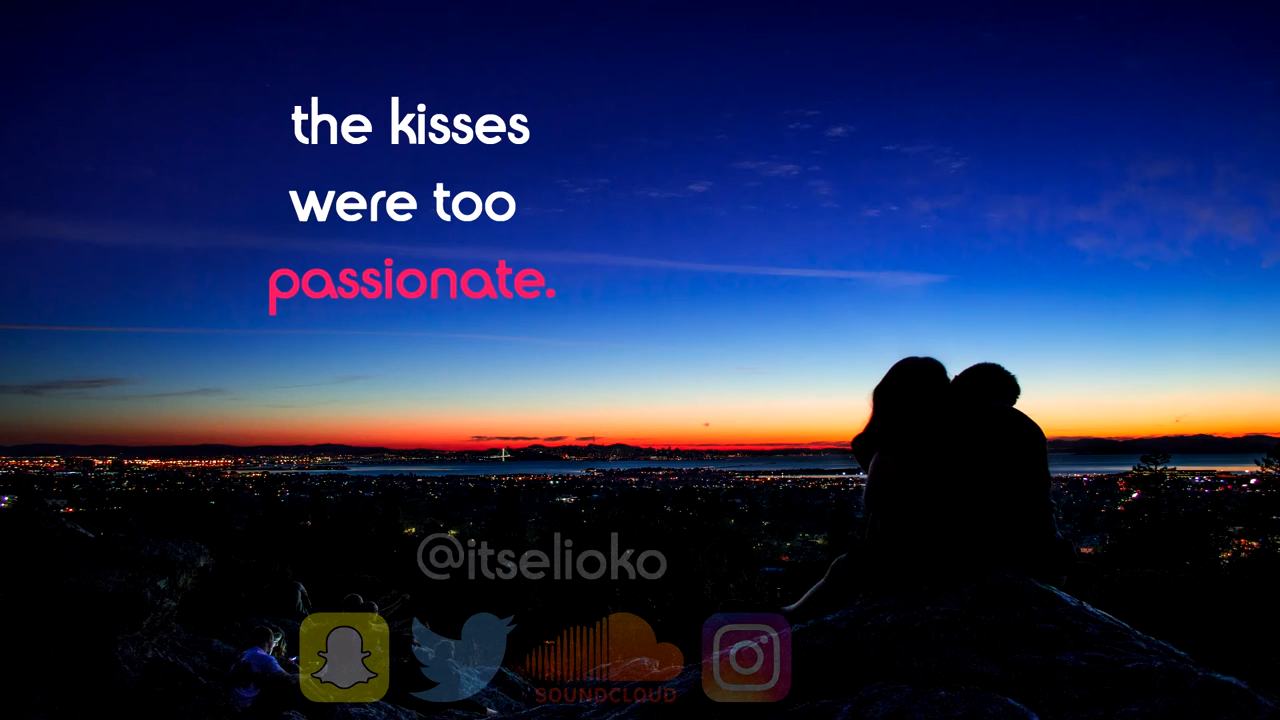 the kisses
were too
passionate.
@itselioko
SOUNDCLOUD